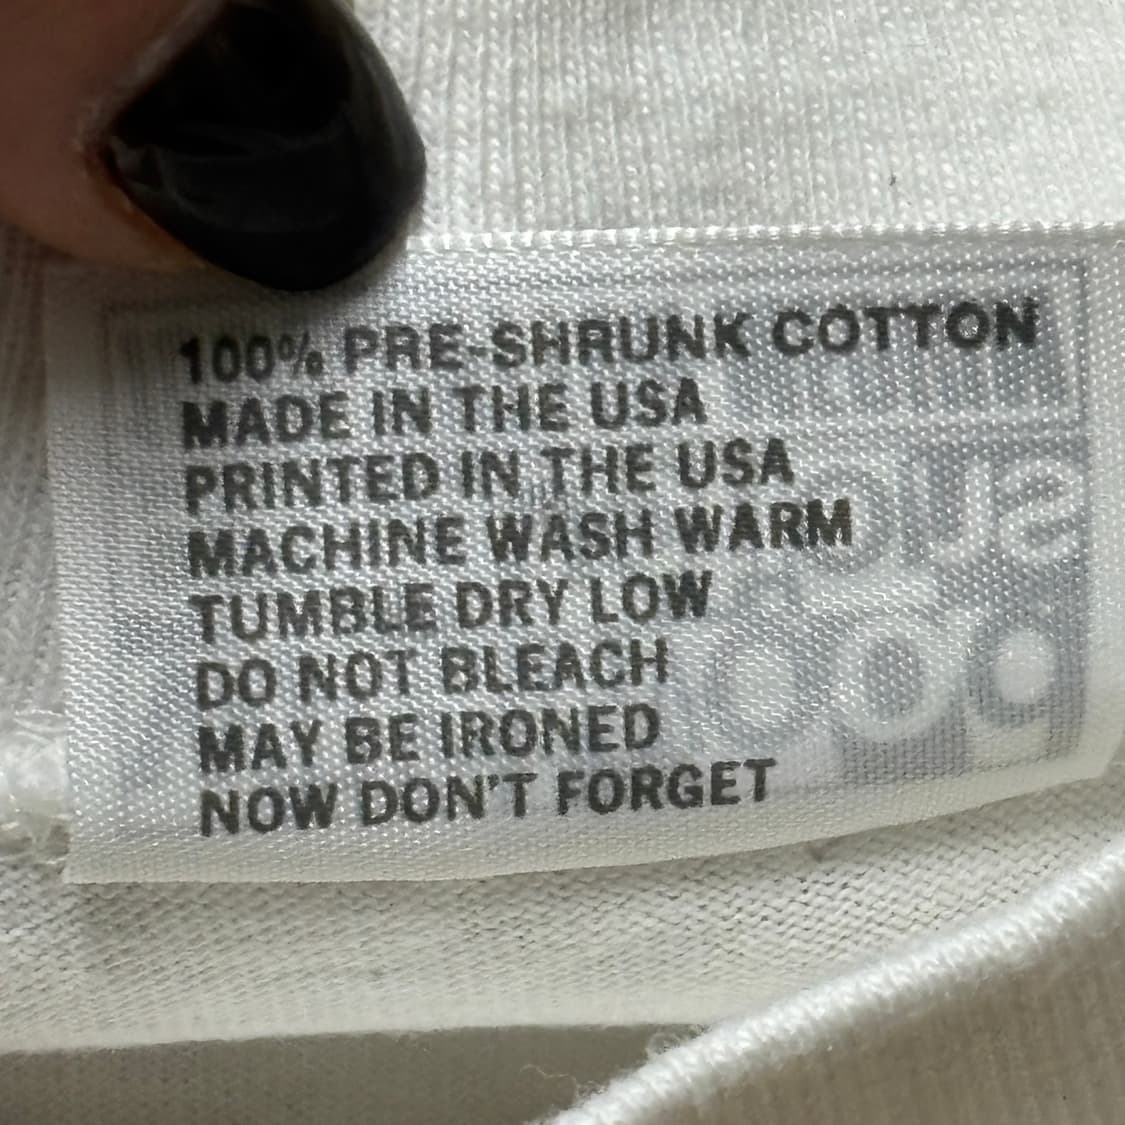 100% PRE-SHRUNK COTTON
MADE IN THE USA
PRINTED IN THE USA
MACHINE WASH WARM
TUMBLE DRY LOW
DO NOT BLEACH
MAY BE IRONED
NOW DON'T FORGET